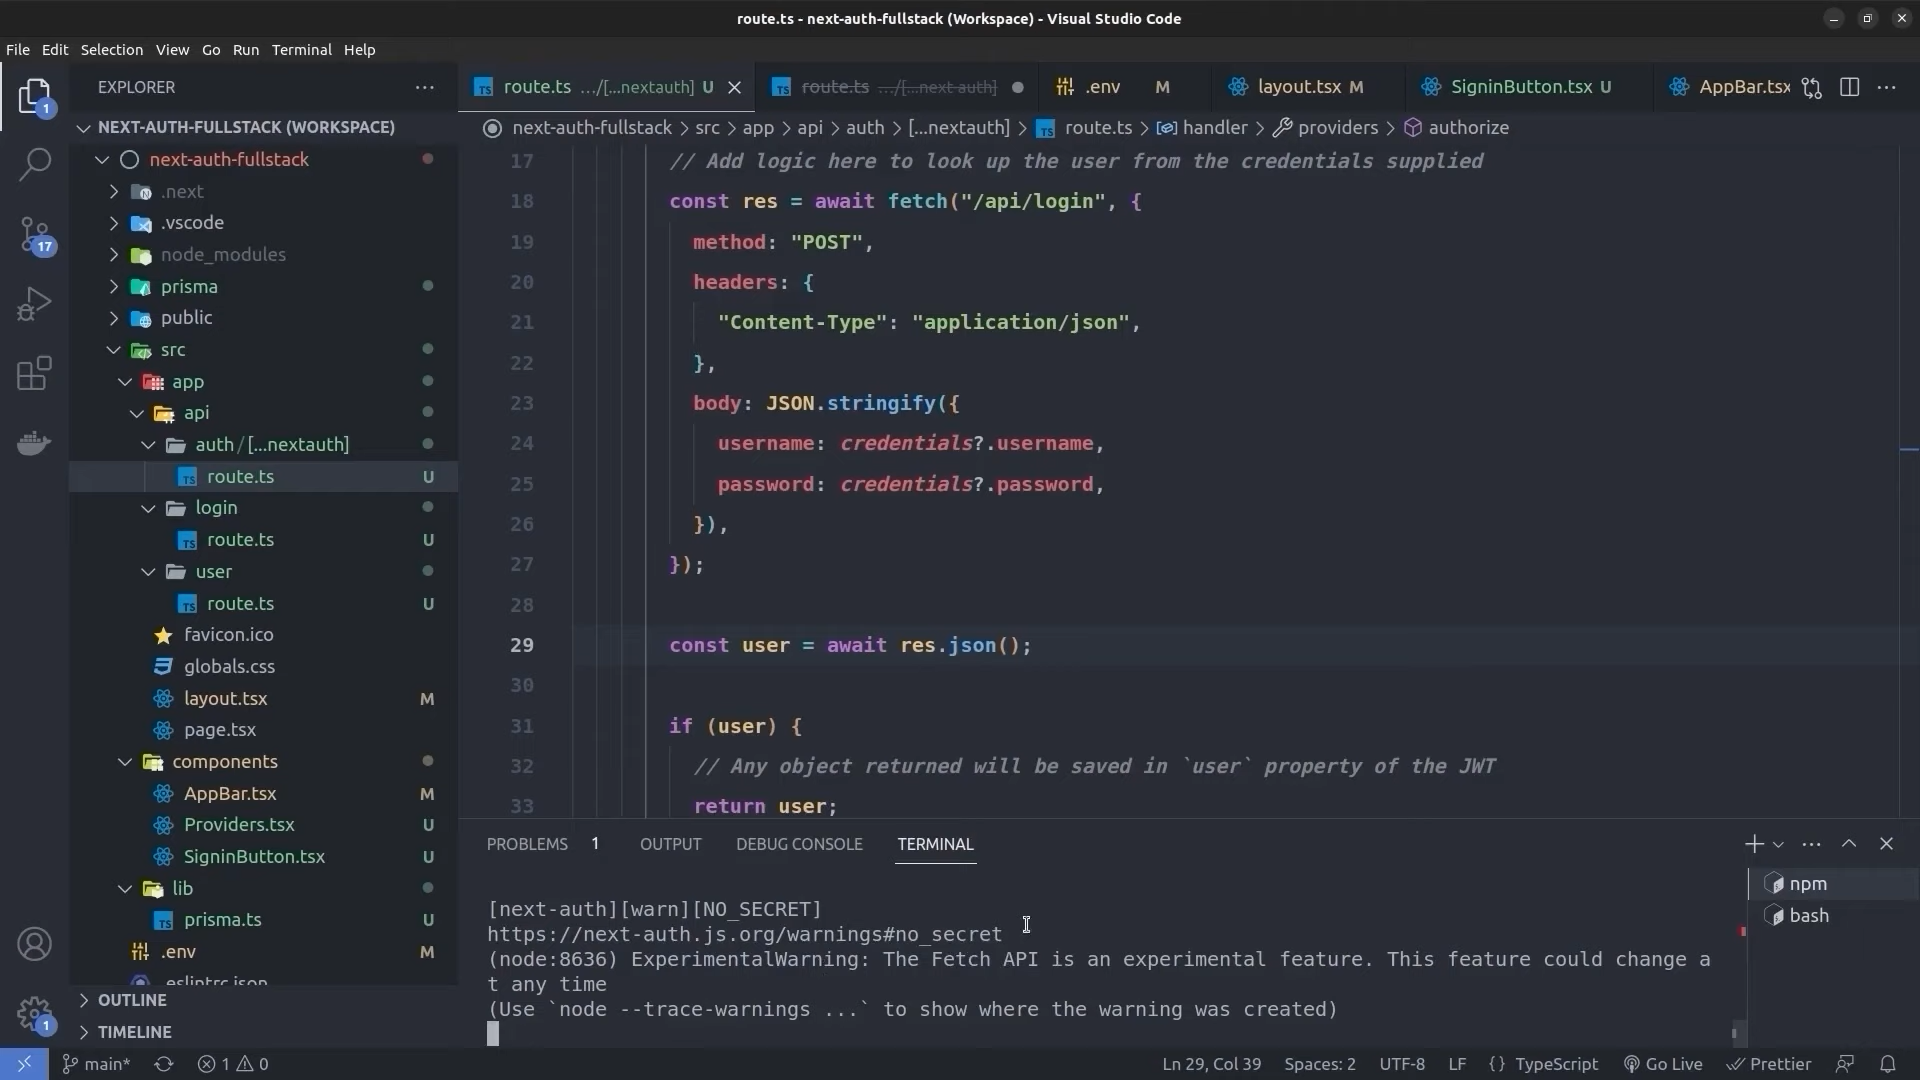 route.ts - next-auth-fullstack (Workspace) - Visual Studio Code
File Edit Selection View Go Run Terminal Help
EXPLORER
route.ts .../[...nextauth] U
route.ts .../[...next-auth]
.env M
layout.tsx M
SigninButton.tsx U
AppBar.tsx
NEXT-AUTH-FULLSTACK (WORKSPACE)
next-auth-fullstack > src > app > api > auth > [...nextauth] > route.ts > handler > providers > authorize
next-auth-fullstack
.next
.vscode
node_modules
prisma
public
src
app
api
auth / [...nextauth]
route.ts U
login
route.ts U
user
route.ts U
favicon.ico
globals.css
layout.tsx M
page.tsx
components
AppBar.tsx M
Providers.tsx U
SigninButton.tsx U
lib
prisma.ts U
.env M
.eslintrc.json
OUTLINE
TIMELINE
1
17
1
17 // Add logic here to look up the user from the credentials supplied
18 const res = await fetch("/api/login", {
19 method: "POST",
20 headers: {
21 "Content-Type": "application/json",
22 },
23 body: JSON.stringify({
24 username: credentials?.username,
25 password: credentials?.password,
26 }),
27 });
28
29 const user = await res.json();
30
31 if (user) {
32 // Any object returned will be saved in `user` property of the JWT
33 return user;
PROBLEMS 1 OUTPUT DEBUG CONSOLE TERMINAL
[next-auth][warn][NO_SECRET]
https://next-auth.js.org/warnings#no_secret
(node:8636) ExperimentalWarning: The Fetch API is an experimental feature. This feature could change a
t any time
(Use `node --trace-warnings ...` to show where the warning was created)
npm
bash
main* 1 0 Ln 29, Col 39 Spaces: 2 UTF-8 LF {} TypeScript Go Live Prettier